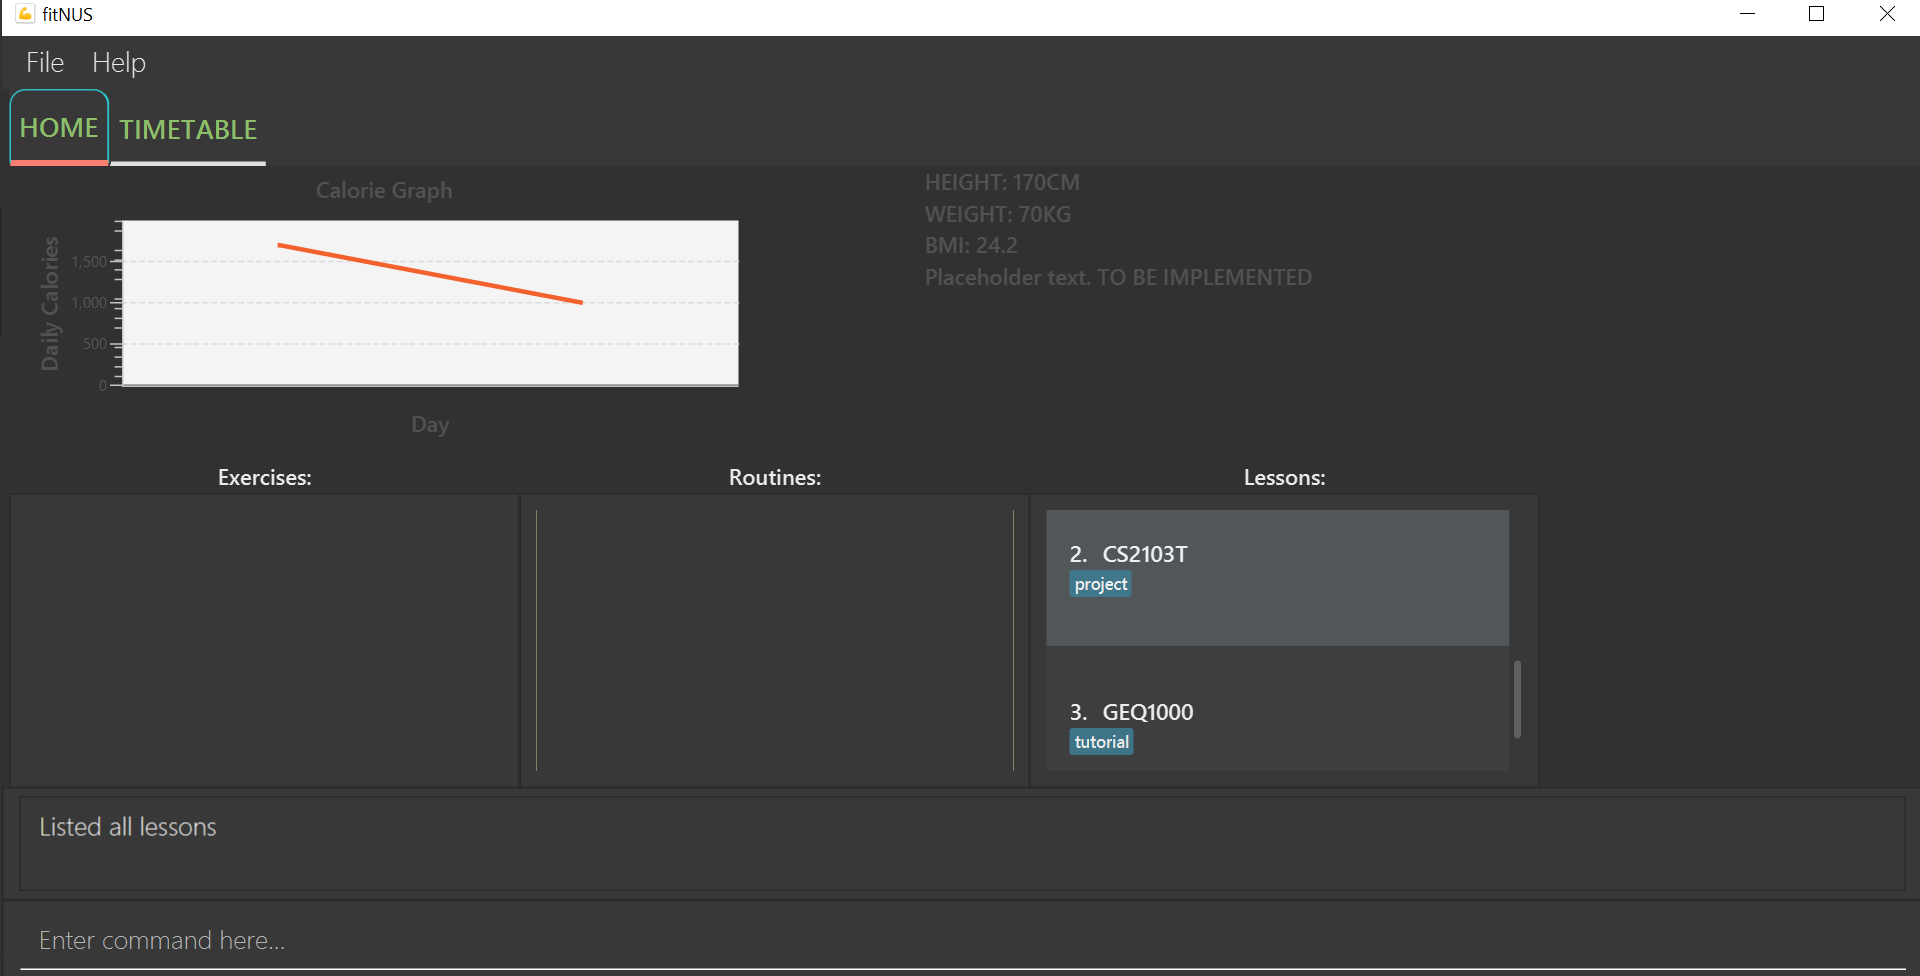 fitNUS
File Help
HOME TIMETABLE
Calorie Graph
Daily Calories
1,500
1,000
500
0
Day
HEIGHT: 170CM
WEIGHT: 70KG
BMI: 24.2
Placeholder text. TO BE IMPLEMENTED
Exercises:
Routines:
Lessons:
2. CS2103T
project
3. GEQ1000
tutorial
Listed all lessons
Enter command here...